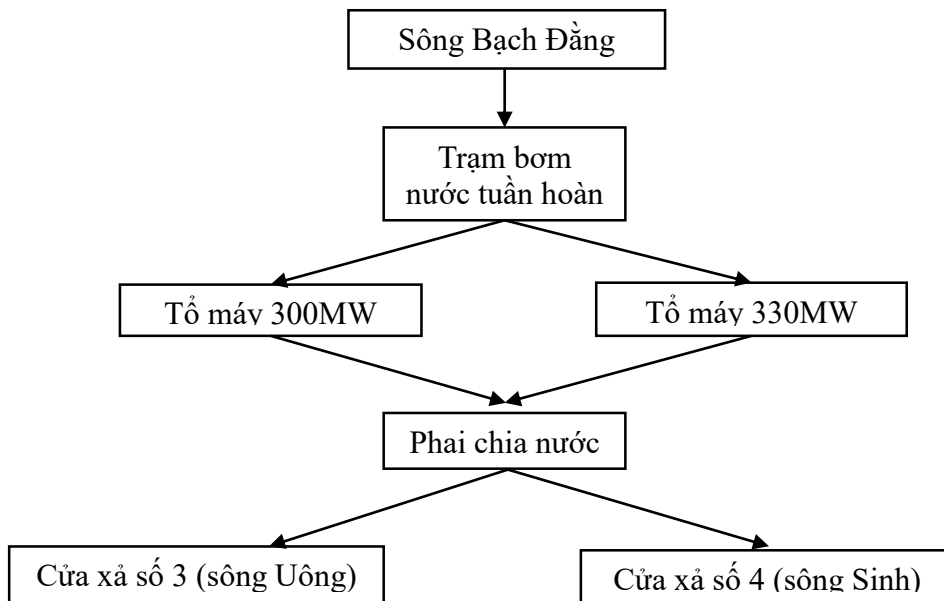 Sông Bạch Đằng
Trạm bơm
nước tuần hoàn
Tổ máy 300MW
Tổ máy 330MW
Phai chia nước
Cửa xả số 3 (sông Uông)
Cửa xả số 4 (sông Sinh)